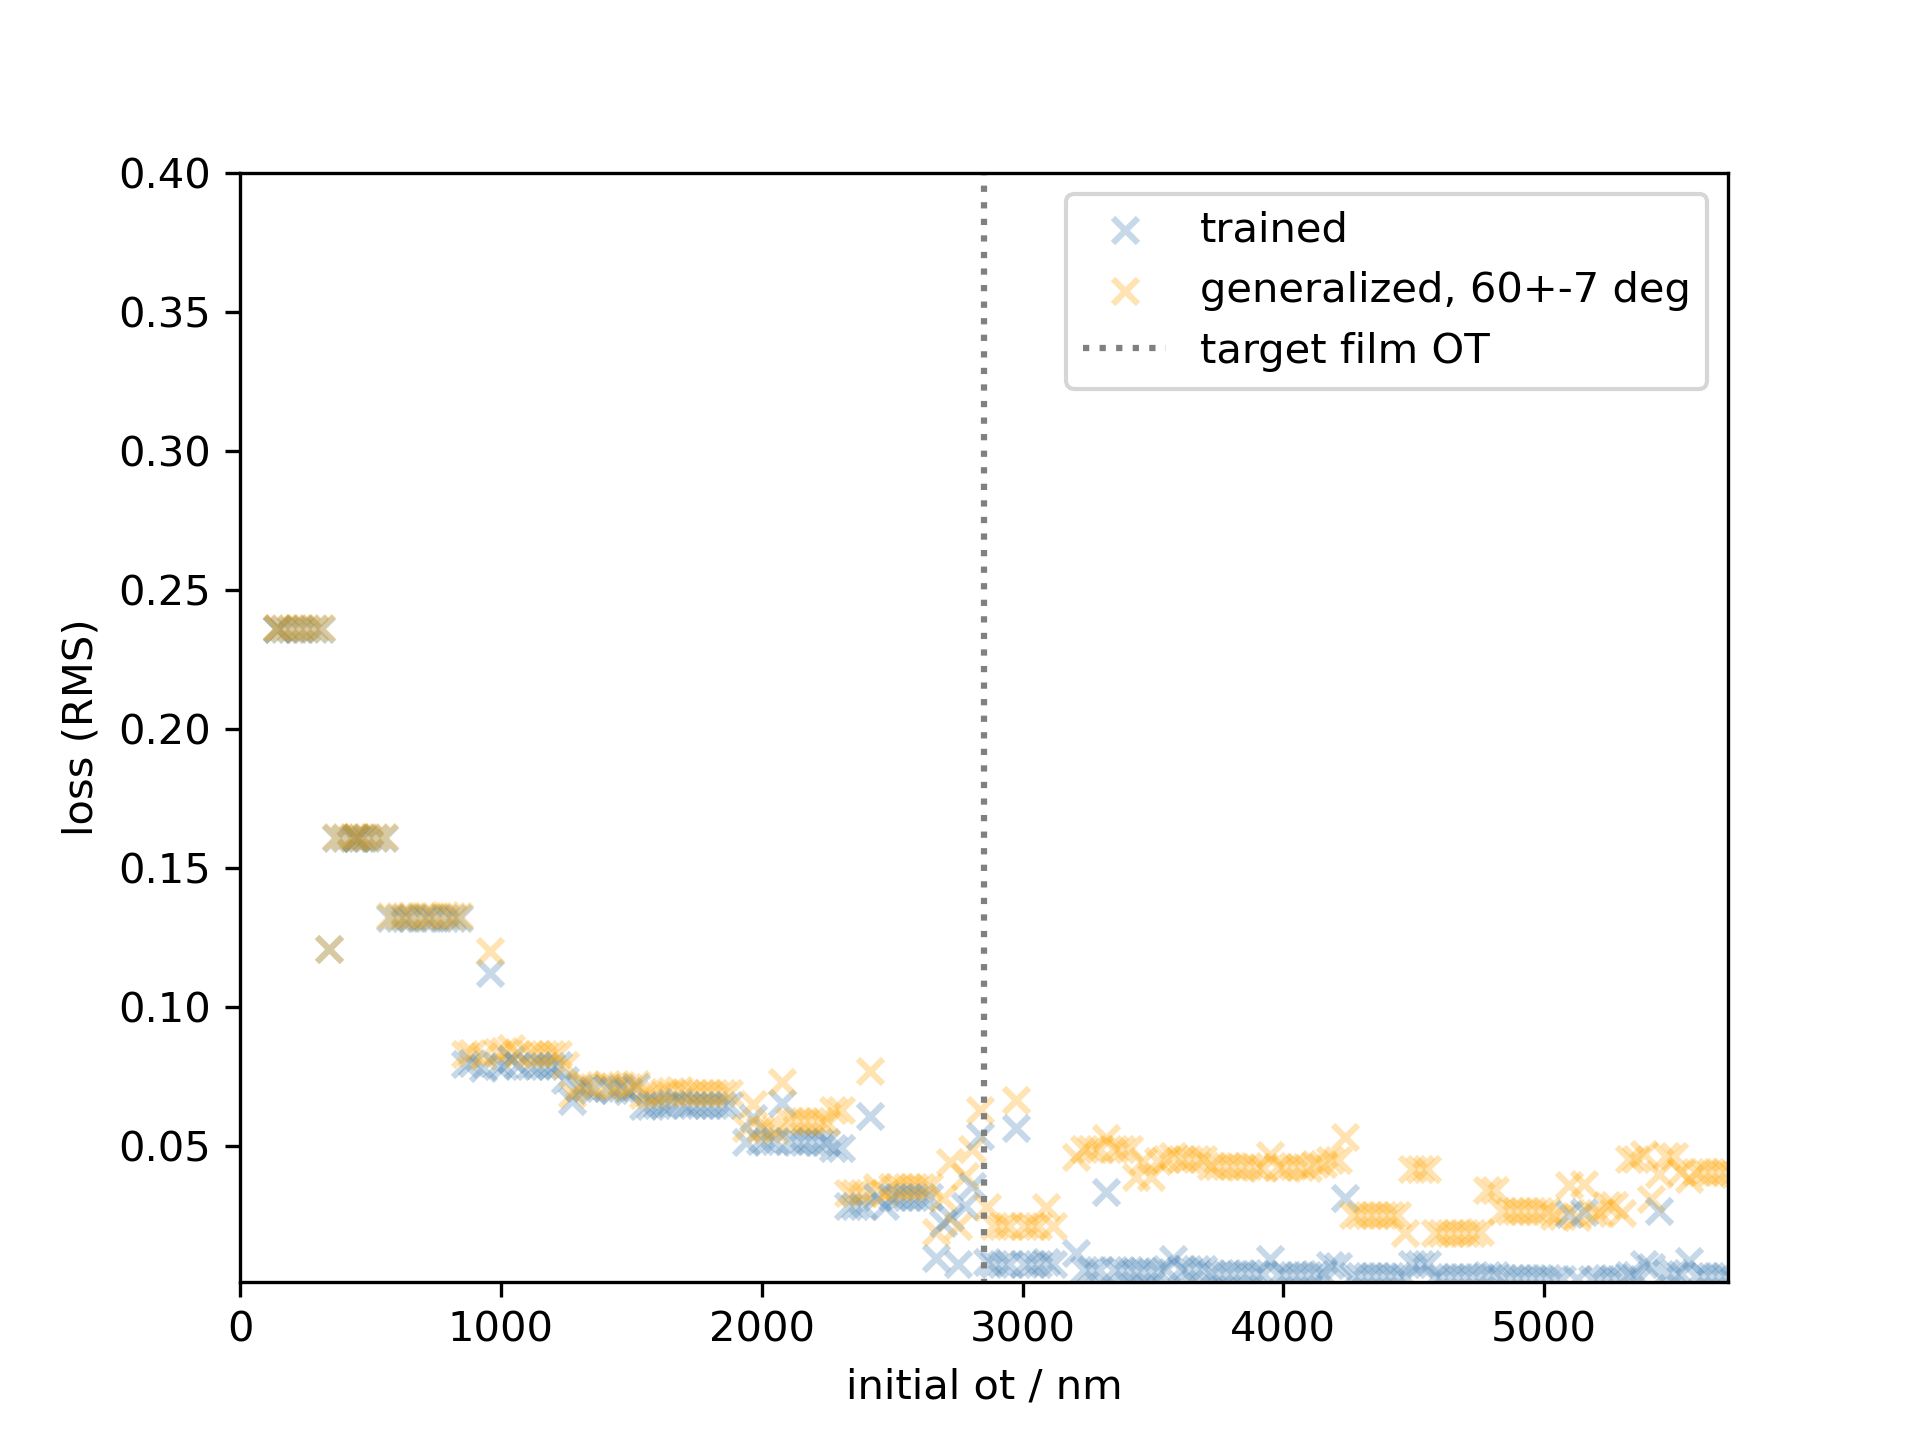 0.40
0.35
0.30
0.25
0.20
0.15
0.10
0.05
loss (RMS)
trained
generalized, 60+-7 deg
target film OT
0 1000 2000 3000 4000 5000
initial ot / nm